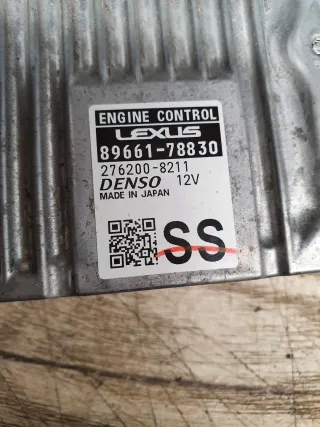 ENGINE CONTROL
LEXUS
89661-78830
276200-8211
DENSO 12V
MADE IN JAPAN
SS